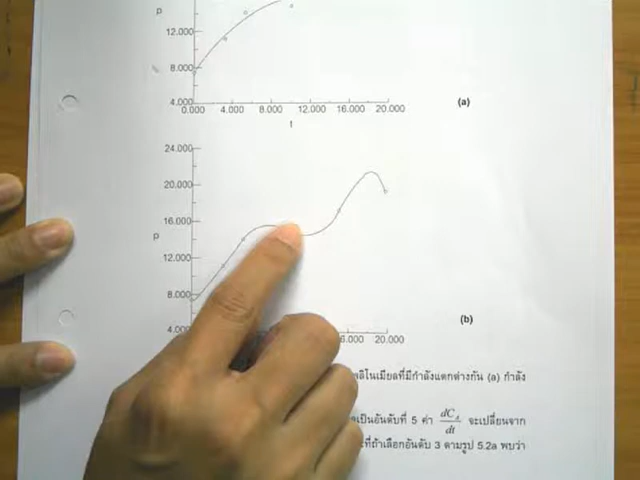 p
12.000
8.000
4.000
0.000 4.000 8.000 12.000 16.000 20.000
t
(a)
24.000
20.000
16.000
p
12.000
8.000
4.00
6.000 20.000
(b)
ลิโนเมียลที่มีกำลังแตกต่างกัน (a) กำลัง
เป็นอันดับที่ 5 ค่า dC_A/dt จะเปลี่ยนจาก
ที่ถ้าเลือกอันดับ 3 ตามรูป 5.2a พบว่า